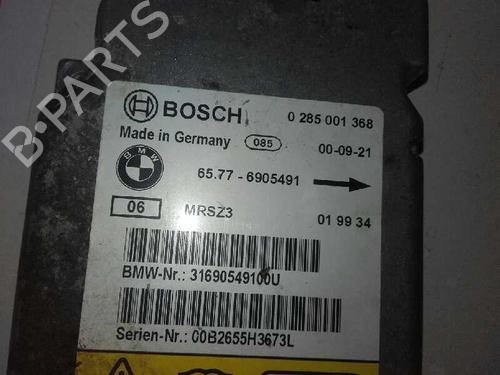 BOSCH 0 285 001 368
Made in Germany 085 00-09-21
BMW 65.77 - 6905491
06 MRSZ3 01 99 34
BMW-Nr.: 31690549100U
Serien-Nr.: 00B2655H3673L
B-PARTS